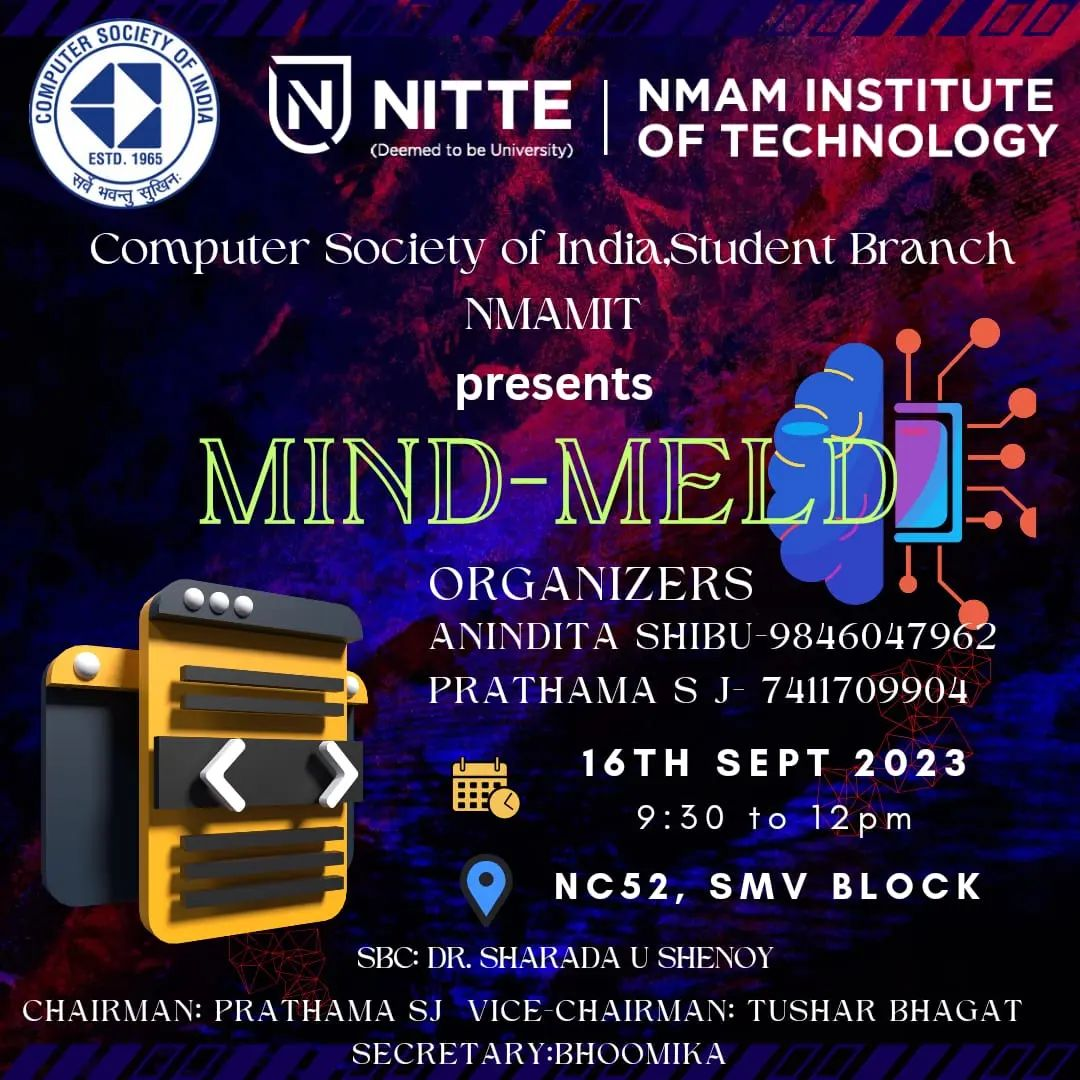 COMPUTER SOCIETY OF INDIA
ESTD. 1965
सर्वे भवन्तु सुखिनः
N NITTE
(Deemed to be University)
NMAM INSTITUTE
OF TECHNOLOGY
Computer Society of India,Student Branch
NMAMIT
presents
MIND-MELD
ORGANIZERS
ANINDITA SHIBU-9846047962
PRATHAMA S J- 7411709904
16TH SEPT 2023
9:30 to 12pm
NC52, SMV BLOCK
SBC: DR. SHARADA U SHENOY
CHAIRMAN: PRATHAMA SJ VICE-CHAIRMAN: TUSHAR BHAGAT
SECRETARY:BHOOMIKA